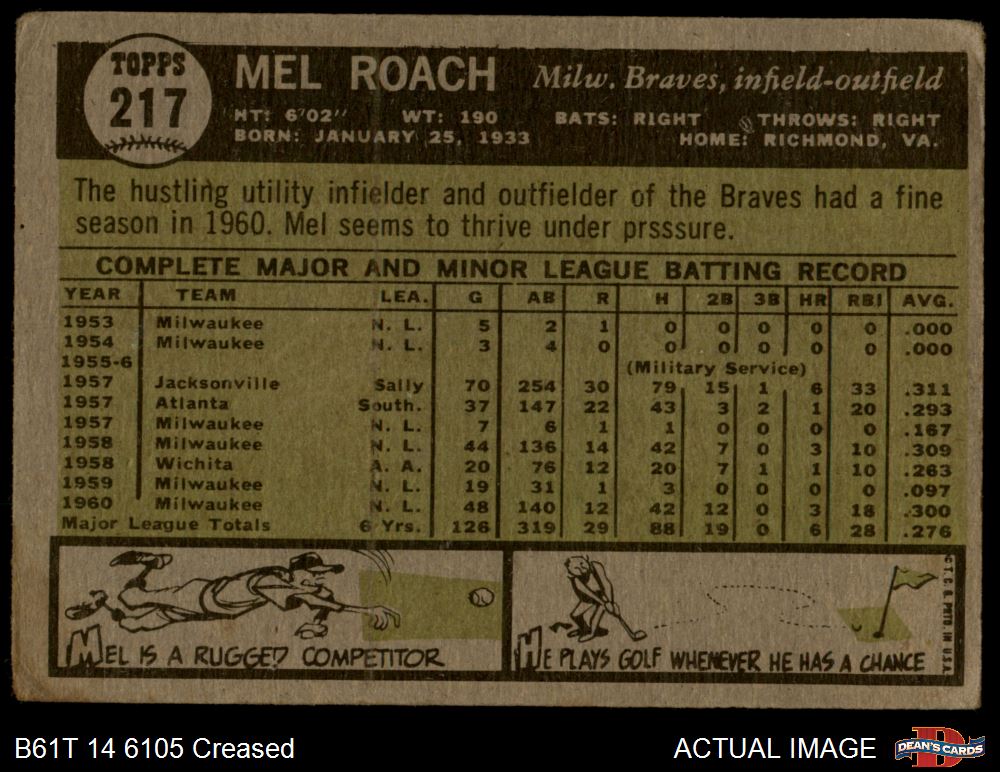 TOPPS
217
MEL ROACH Milw. Braves, infield-outfield
HT: 6'02" WT: 190 BATS: RIGHT THROWS: RIGHT
BORN: JANUARY 25, 1933 HOME: RICHMOND, VA.
The hustling utility infielder and outfielder of the Braves had a fine
season in 1960. Mel seems to thrive under prsssure.
COMPLETE MAJOR AND MINOR LEAGUE BATTING RECORD
YEAR TEAM LEA. G AB R H 2B 3B HR RBI AVG.
1953 Milwaukee N. L. 5 2 1 0 0 0 0 0 .000
1954 Milwaukee N. L. 3 4 0 0 0 0 0 0 .000
1955-6 (Military Service)
1957 Jacksonville Sally 70 254 30 79 15 1 6 33 .311
1957 Atlanta South. 37 147 22 43 3 2 1 20 .293
1957 Milwaukee N. L. 7 6 1 1 0 0 0 0 .167
1958 Milwaukee N. L. 44 136 14 42 7 0 3 10 .309
1958 Wichita A. A. 20 76 12 20 7 1 1 10 .263
1959 Milwaukee N. L. 19 31 1 3 0 0 0 0 .097
1960 Milwaukee N. L. 48 140 12 42 12 0 3 18 .300
Major League Totals 6 Yrs. 126 319 29 88 19 0 6 28 .276
MEL IS A RUGGED COMPETITOR
HE PLAYS GOLF WHENEVER HE HAS A CHANCE
© T. C. G. PRTD. IN U.S.A.
B61T 14 6105 Creased
ACTUAL IMAGE
DEAN'S CARDS